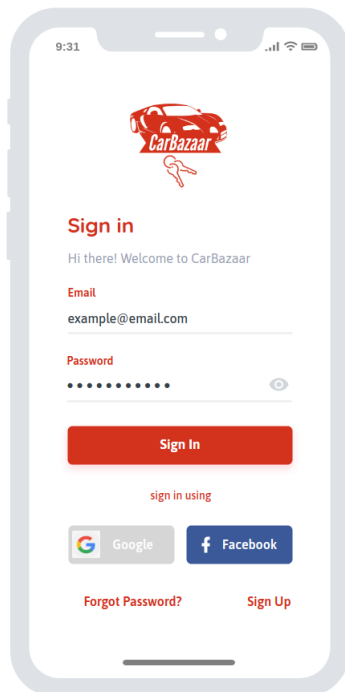 9:31
CarBazaar
Sign in
Hi there! Welcome to CarBazaar
Email
example@email.com
Password
•••••••••••
Sign In
sign in using
Google
Facebook
Forgot Password?
Sign Up